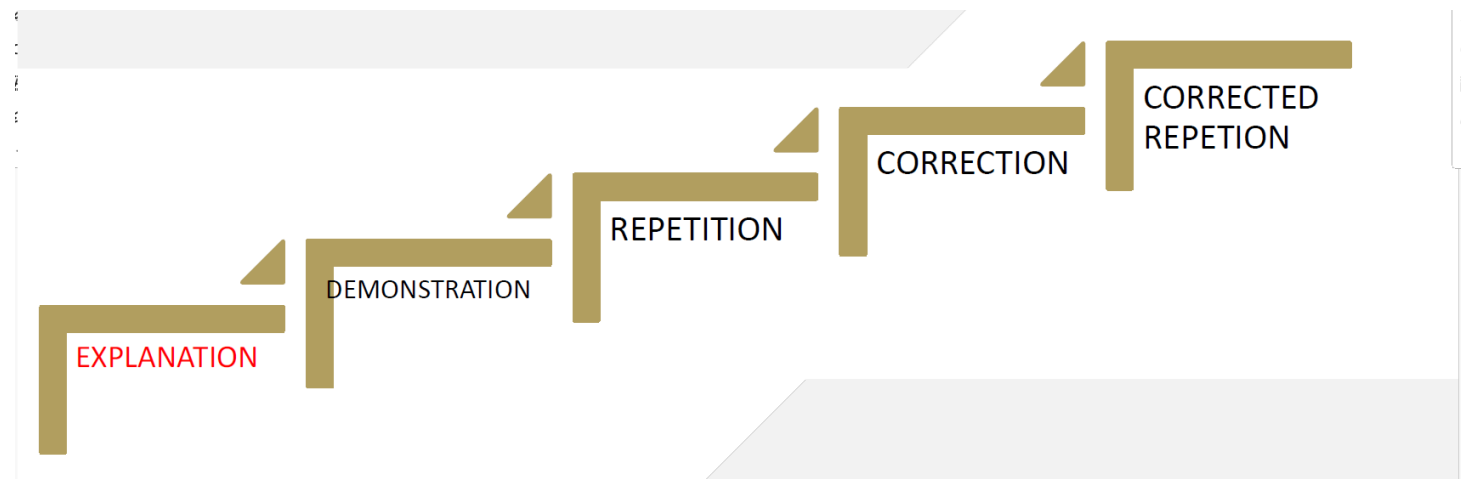 EXPLANATION
DEMONSTRATION
REPETITION
CORRECTION
CORRECTED
REPETION